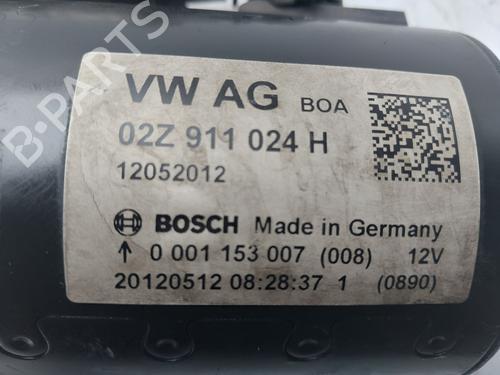 VW AG BOA
02Z 911 024 H
12052012
BOSCH Made in Germany
↑ 0 001 153 007 (008) 12V
20120512 08:28:37 1 (0890)
B-PARTS